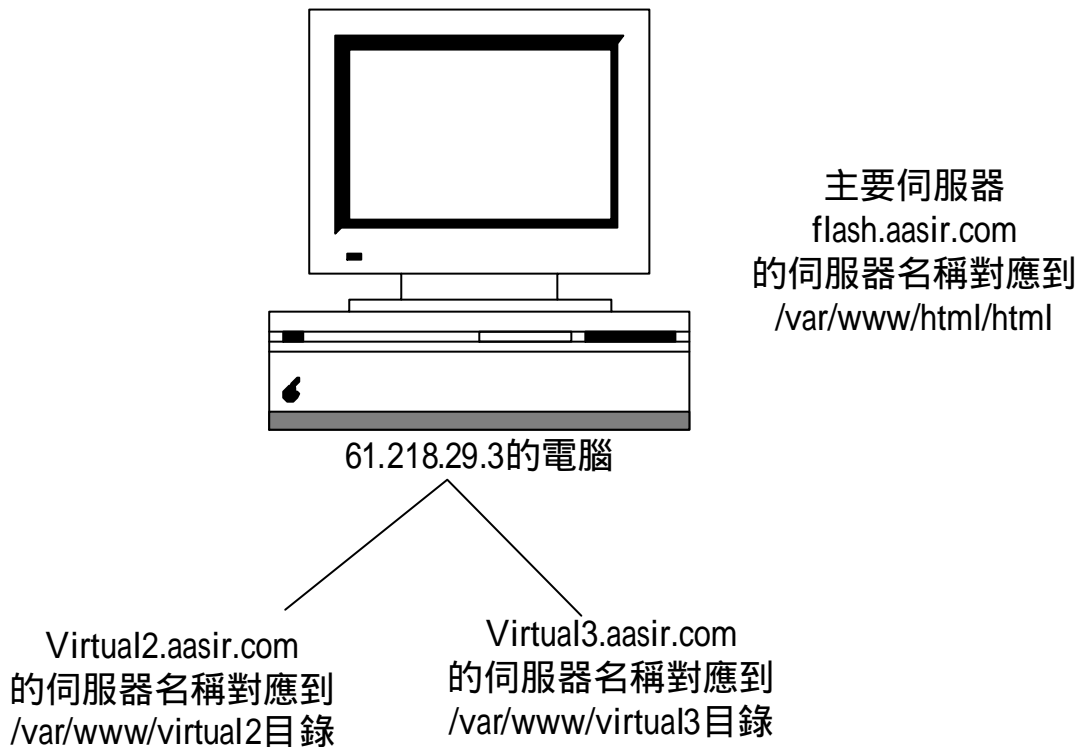 主要伺服器
flash.aasir.com
的伺服器名稱對應到
/var/www/html/html
61.218.29.3的電腦
Virtual2.aasir.com
的伺服器名稱對應到
/var/www/virtual2目錄
Virtual3.aasir.com
的伺服器名稱對應到
/var/www/virtual3目錄